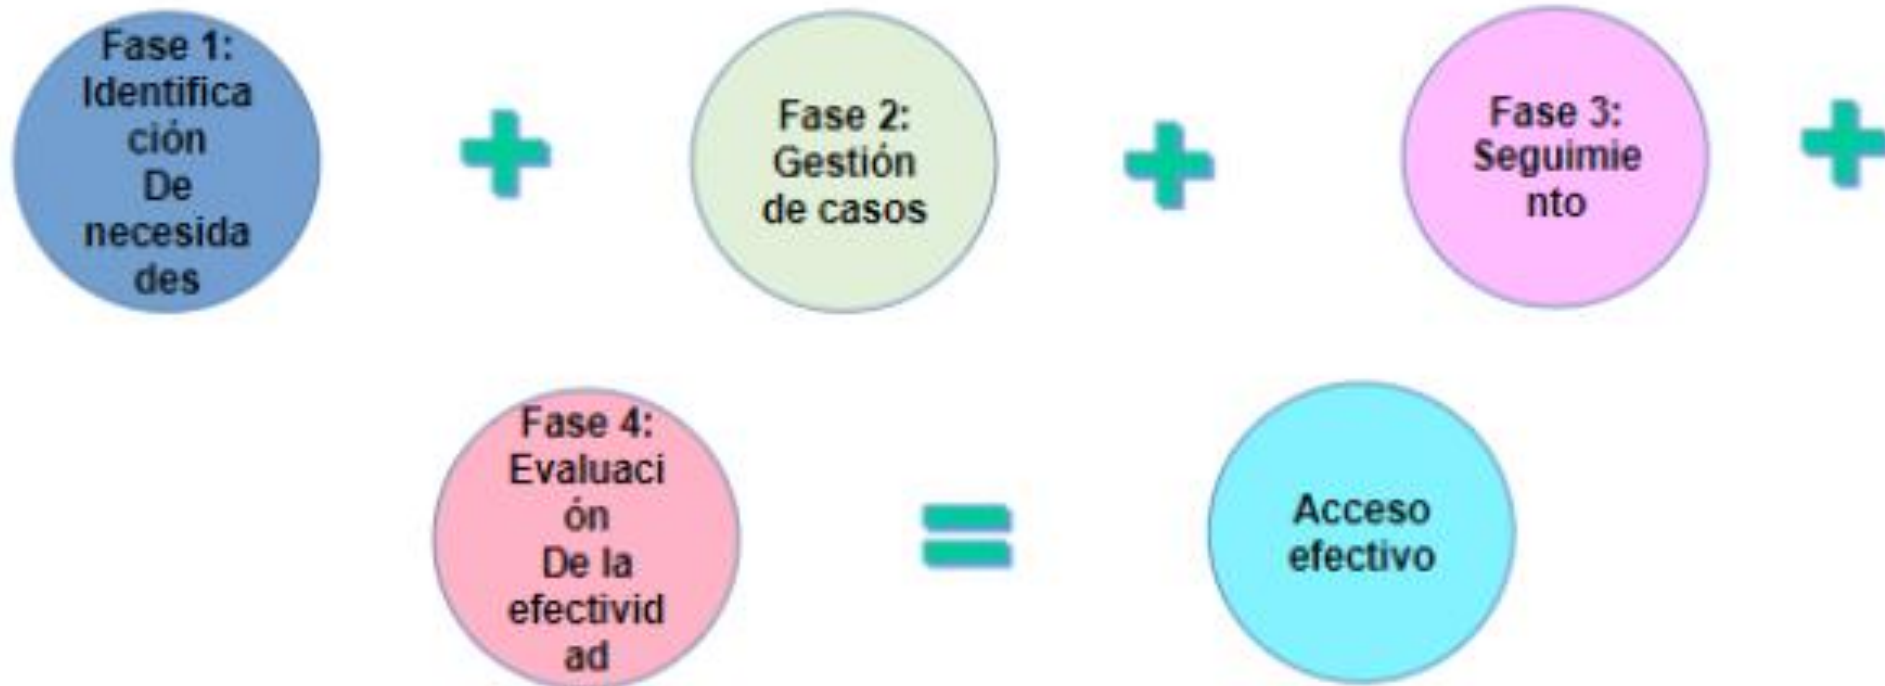 Fase 1:
Identifica
ción
De
necesida
des
Fase 2:
Gestión
de casos
Fase 3:
Seguimie
nto
Fase 4:
Evaluaci
ón
De la
efectivid
ad
Acceso
efectivo